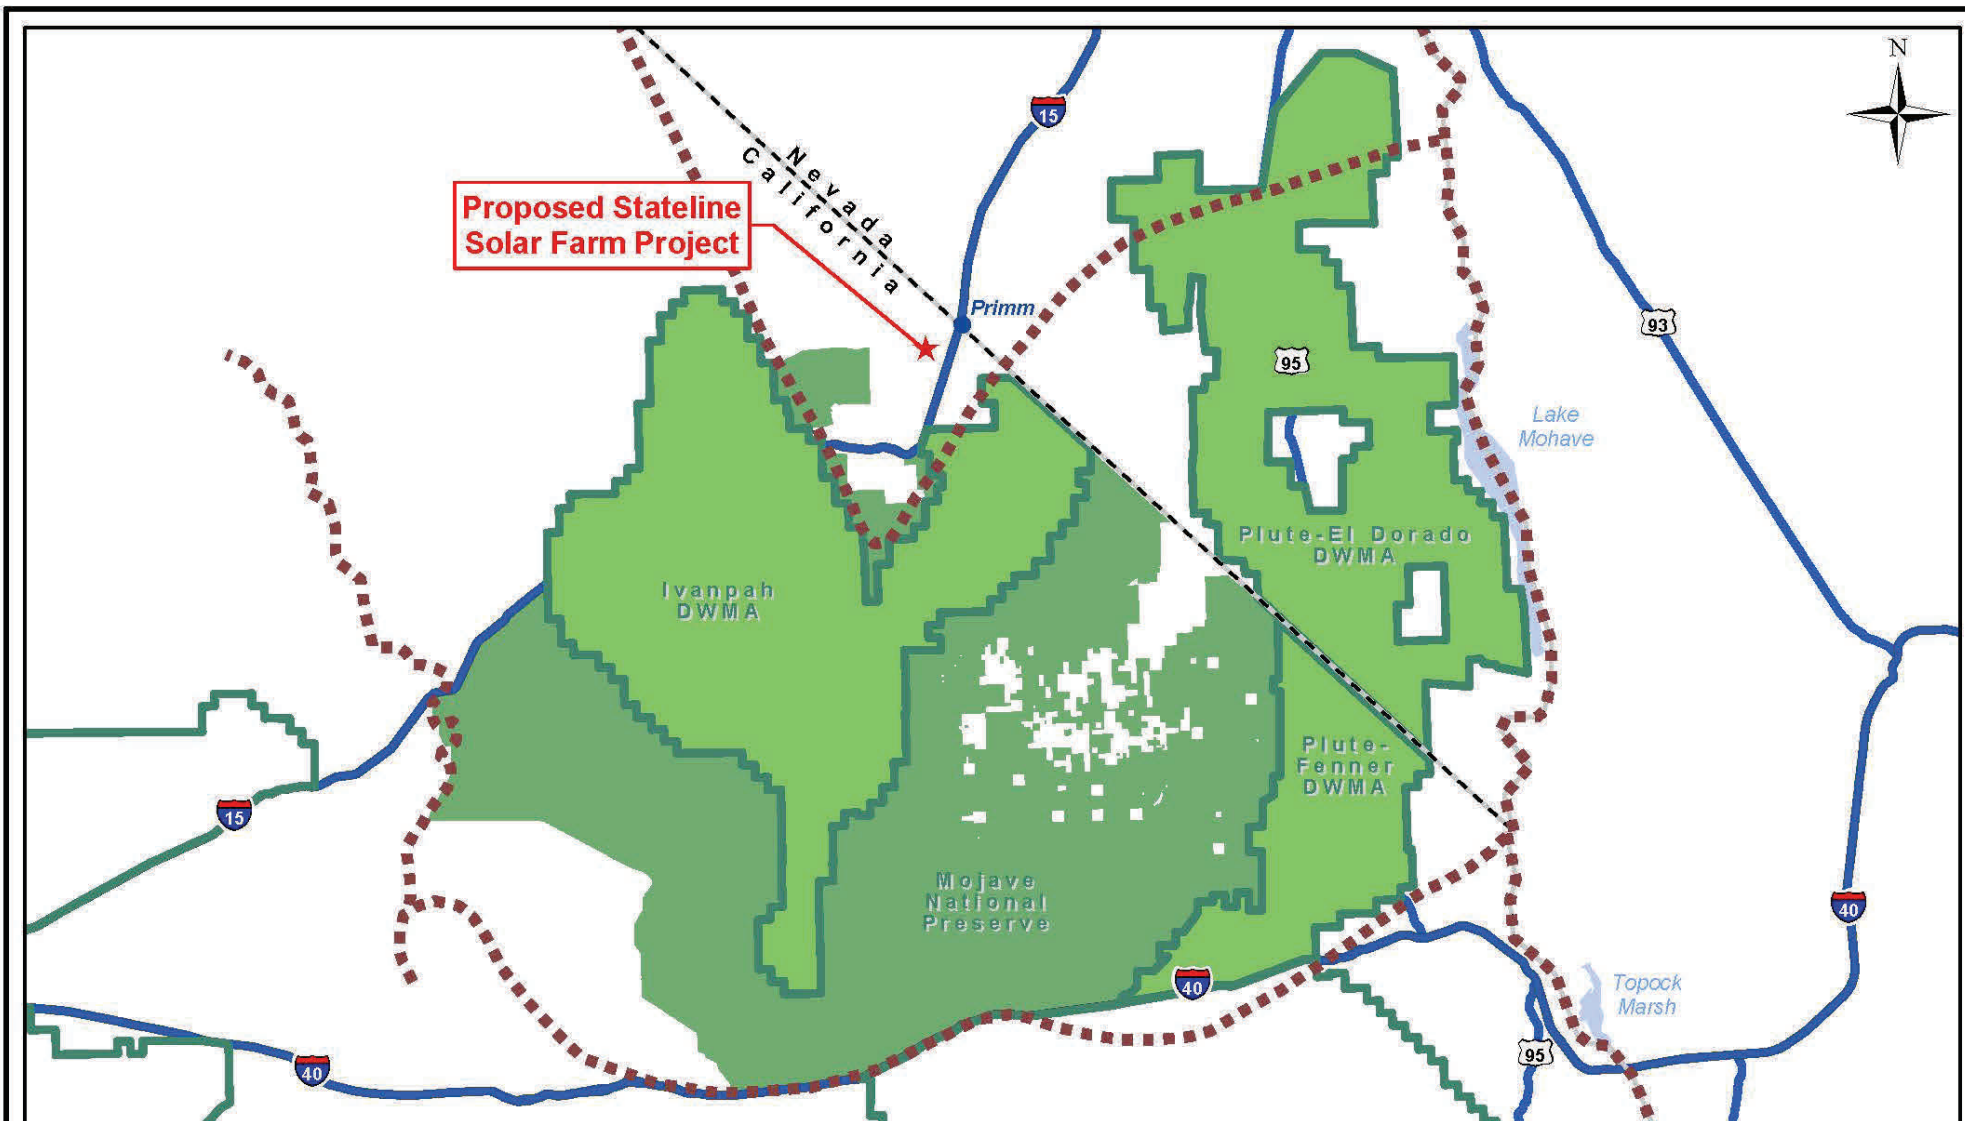 N
15
Nevada
California
Proposed Stateline
Solar Farm Project
Primm
93
95
Lake
Mohave
Piute-El Dorado
DWMA
Ivanpah
DWMA
Piute-
Fenner
DWMA
15
Mojave
National
Preserve
40
40
Topock
Marsh
95
40